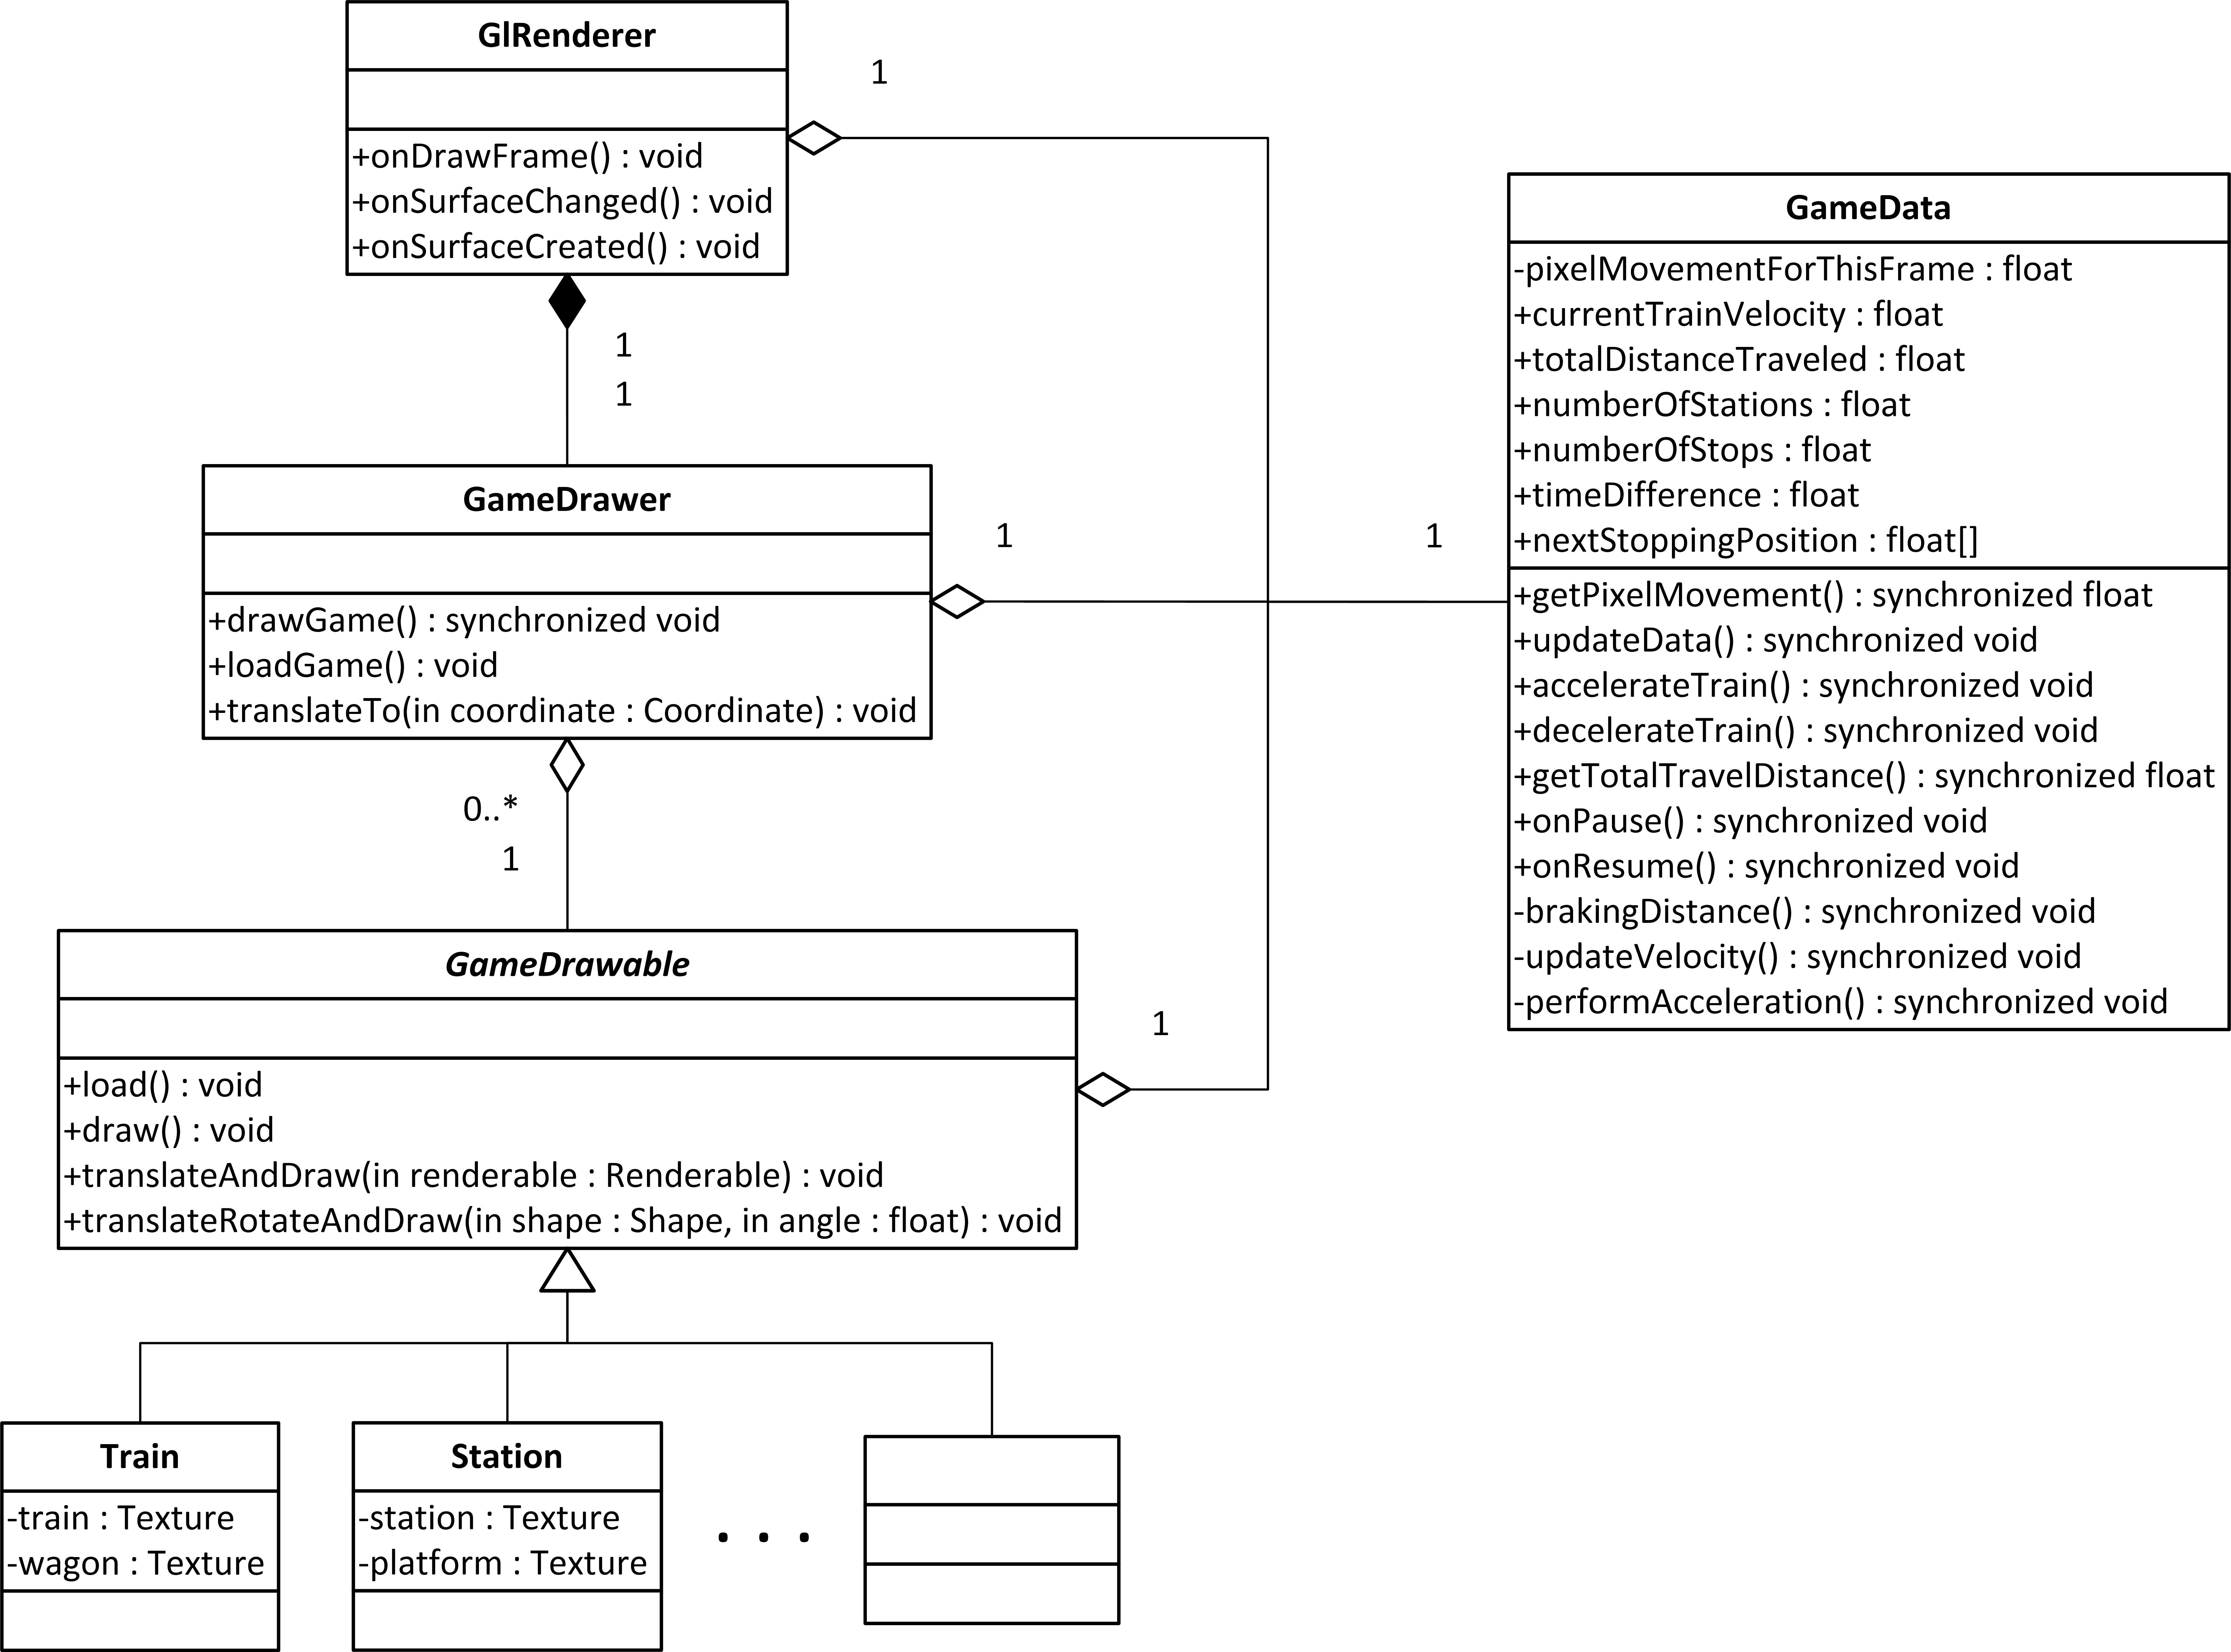 GlRenderer
+onDrawFrame() : void
+onSurfaceChanged() : void
+onSurfaceCreated() : void
1
1
1
GameDrawer
+drawGame() : synchronized void
+loadGame() : void
+translateTo(in coordinate : Coordinate) : void
1
1
0..*
1
GameDrawable
+load() : void
+draw() : void
+translateAndDraw(in renderable : Renderable) : void
+translateRotateAndDraw(in shape : Shape, in angle : float) : void
1
Train
-train : Texture
-wagon : Texture
Station
-station : Texture
-platform : Texture
. . .
GameData
-pixelMovementForThisFrame : float
+currentTrainVelocity : float
+totalDistanceTraveled : float
+numberOfStations : float
+numberOfStops : float
+timeDifference : float
+nextStoppingPosition : float[]
+getPixelMovement() : synchronized float
+updateData() : synchronized void
+accelerateTrain() : synchronized void
+decelerateTrain() : synchronized void
+getTotalTravelDistance() : synchronized float
+onPause() : synchronized void
+onResume() : synchronized void
-brakingDistance() : synchronized void
-updateVelocity() : synchronized void
-performAcceleration() : synchronized void